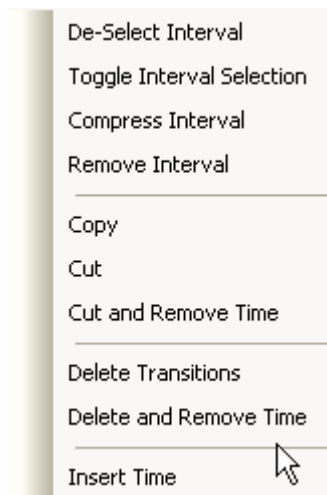 De-Select Interval
Toggle Interval Selection
Compress Interval
Remove Interval
Copy
Cut
Cut and Remove Time
Delete Transitions
Delete and Remove Time
Insert Time